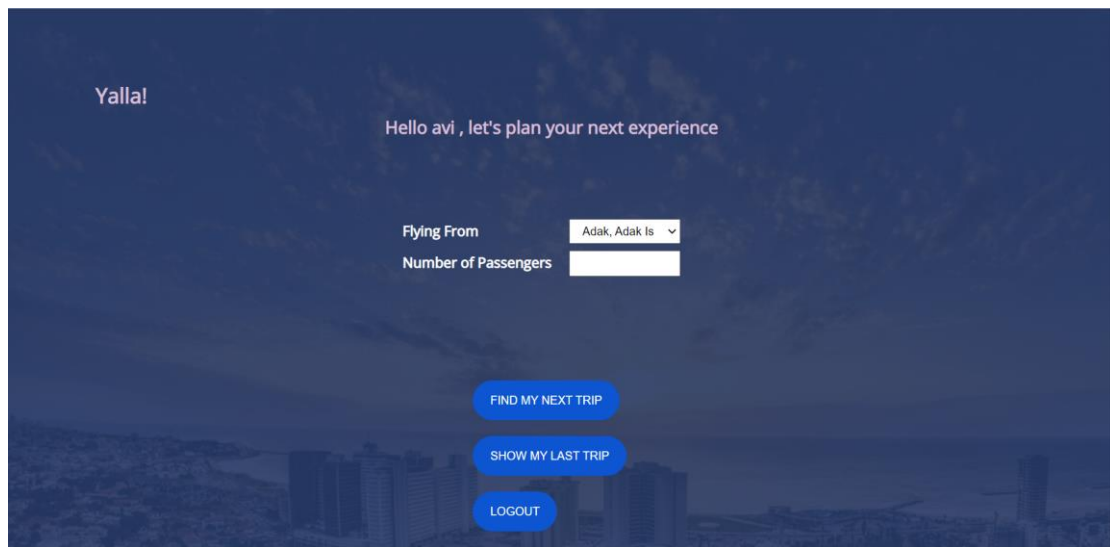 Yalla!
Hello avi , let's plan your next experience
Flying From Adak, Adak Is
Number of Passengers
FIND MY NEXT TRIP
SHOW MY LAST TRIP
LOGOUT